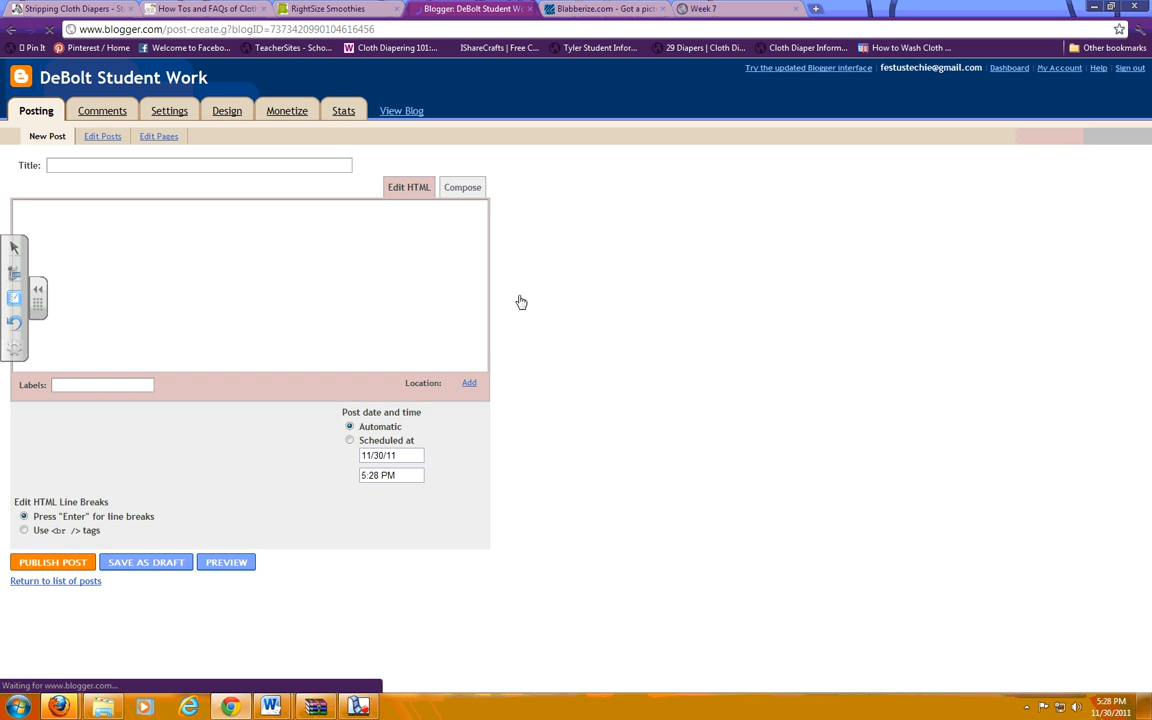 Stripping Cloth Diapers - St
How Tos and FAQs of Cloth
RightSize Smoothies
Blogger: DeBolt Student Wo
Blabberize.com - Got a pict
Week 7
www.blogger.com/post-create.g?blogID=7373420990104616456
Pin It
Pinterest / Home
Welcome to Facebo...
TeacherSites - Scho...
Cloth Diapering 101:...
IShareCrafts | Free C...
Tyler Student Infor...
29 Diapers | Cloth Di...
Cloth Diaper Inform...
How to Wash Cloth ...
Other bookmarks
DeBolt Student Work
Try the updated Blogger interface | festustechie@gmail.com | Dashboard | My Account | Help | Sign out
Posting Comments Settings Design Monetize Stats View Blog
New Post Edit Posts Edit Pages
Title:
Edit HTML Compose
Labels: Location: Add
Post date and time
Automatic
Scheduled at
11/30/11
5:28 PM
Edit HTML Line Breaks
Press "Enter" for line breaks
Use <br /> tags
PUBLISH POST SAVE AS DRAFT PREVIEW
Return to list of posts
Waiting for www.blogger.com...
5:28 PM
11/30/2011